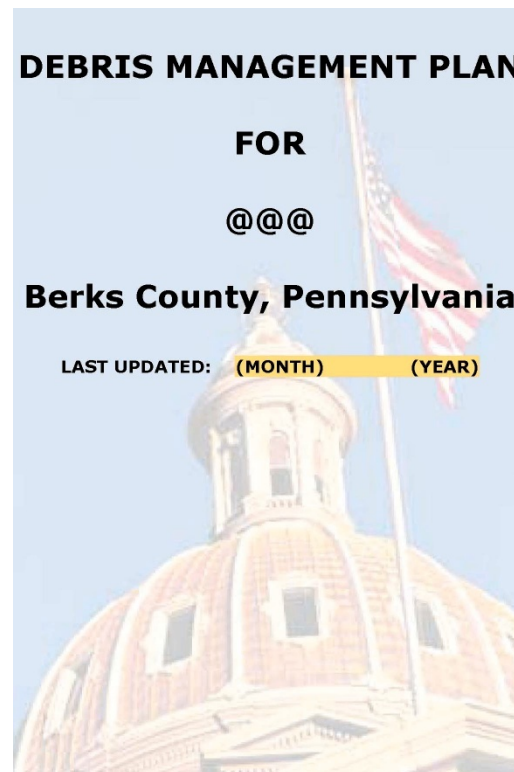 DEBRIS MANAGEMENT PLAN
FOR
@@@
Berks County, Pennsylvania
LAST UPDATED: (MONTH) (YEAR)